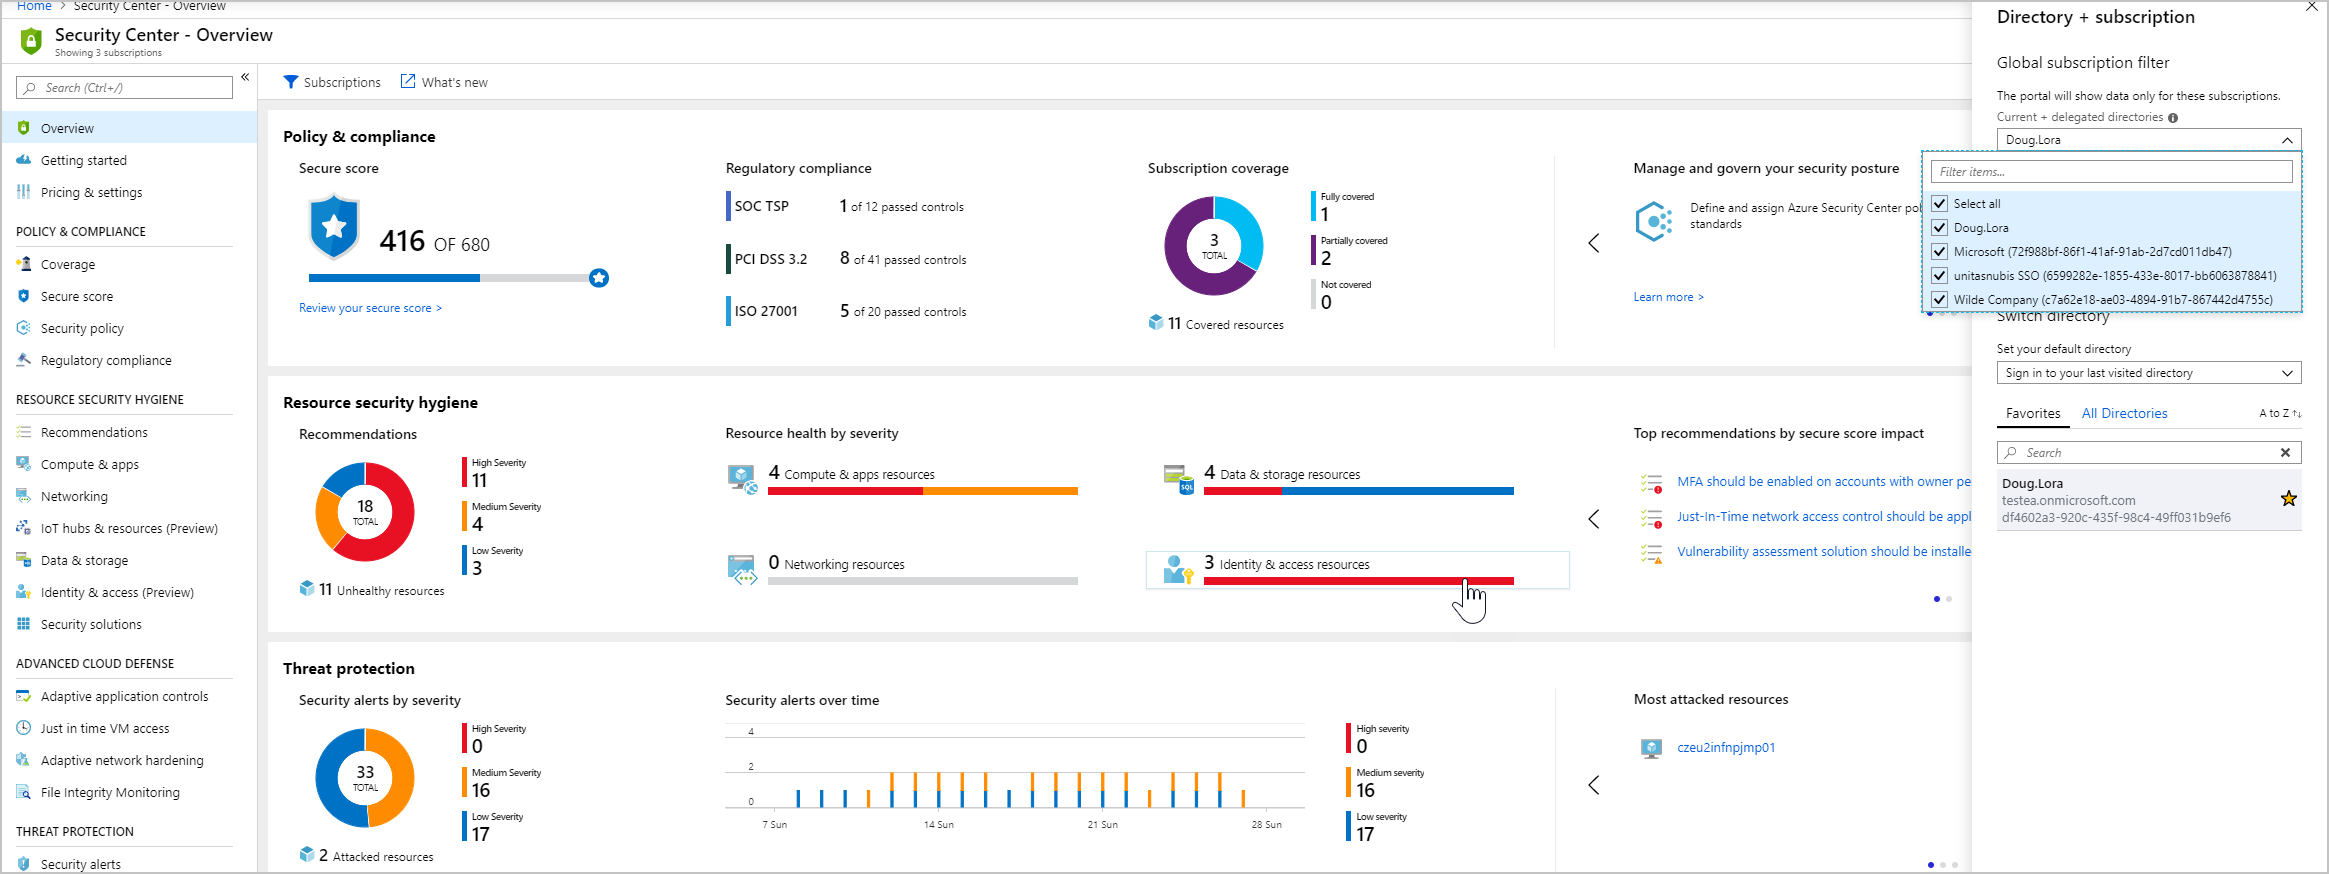 Home > Security Center - Overview
Security Center - Overview
Showing 3 subscriptions
Search (Ctrl+/)
«
Overview
Getting started
Pricing & settings
POLICY & COMPLIANCE
Coverage
Secure score
Security policy
Regulatory compliance
RESOURCE SECURITY HYGIENE
Recommendations
Compute & apps
Networking
IoT hubs & resources (Preview)
Data & storage
Identity & access (Preview)
Security solutions
ADVANCED CLOUD DEFENSE
Adaptive application controls
Just in time VM access
Adaptive network hardening
File Integrity Monitoring
THREAT PROTECTION
Security alerts
Subscriptions
What's new
Policy & compliance
Secure score
416 OF 680
Review your secure score >
Regulatory compliance
SOC TSP 1 of 12 passed controls
PCI DSS 3.2 8 of 41 passed controls
ISO 27001 5 of 20 passed controls
Subscription coverage
3
TOTAL
Fully covered
1
Partially covered
2
Not covered
0
11 Covered resources
Manage and govern your security posture
Define and assign Azure Security Center pol
standards
Learn more >
Resource security hygiene
Recommendations
18
TOTAL
High Severity
11
Medium Severity
4
Low Severity
3
11 Unhealthy resources
Resource health by severity
4 Compute & apps resources
4 Data & storage resources
SQL
0 Networking resources
3 Identity & access resources
Top recommendations by secure score impact
MFA should be enabled on accounts with owner pe
Just-In-Time network access control should be appl
Vulnerability assessment solution should be installe
Threat protection
Security alerts by severity
33
TOTAL
High Severity
0
Medium Severity
16
Low Severity
17
2 Attacked resources
Security alerts over time
4
2
0
7 Sun 14 Sun 21 Sun 28 Sun
High severity
0
Medium severity
16
Low severity
17
Most attacked resources
czeu2infnpjmp01
Directory + subscription
Global subscription filter
The portal will show data only for these subscriptions.
Current + delegated directories
Doug.Lora
Filter items...
Select all
Doug.Lora
Microsoft (72f988bf-86f1-41af-91ab-2d7cd011db47)
unitasnubis SSO (6599282e-1855-433e-8017-bb6063878841)
Wilde Company (c7a62e18-ae03-4894-91b7-867442d4755c)
Switch directory
Set your default directory
Sign in to your last visited directory
Favorites All Directories A to Z ↑↓
Search
Doug.Lora
testea.onmicrosoft.com
df4602a3-920c-435f-98c4-49ff031b9ef6